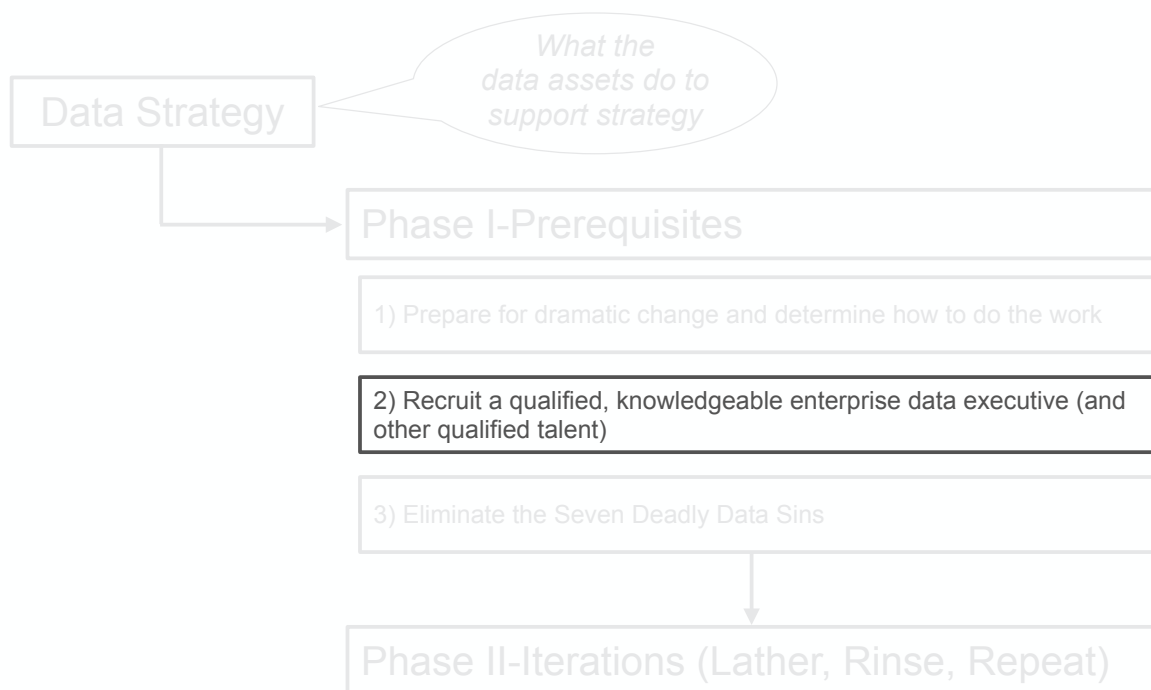 What the
data assets do to
support strategy
Data Strategy
Phase I-Prerequisites
1) Prepare for dramatic change and determine how to do the work
2) Recruit a qualified, knowledgeable enterprise data executive (and
other qualified talent)
3) Eliminate the Seven Deadly Data Sins
Phase II-Iterations (Lather, Rinse, Repeat)